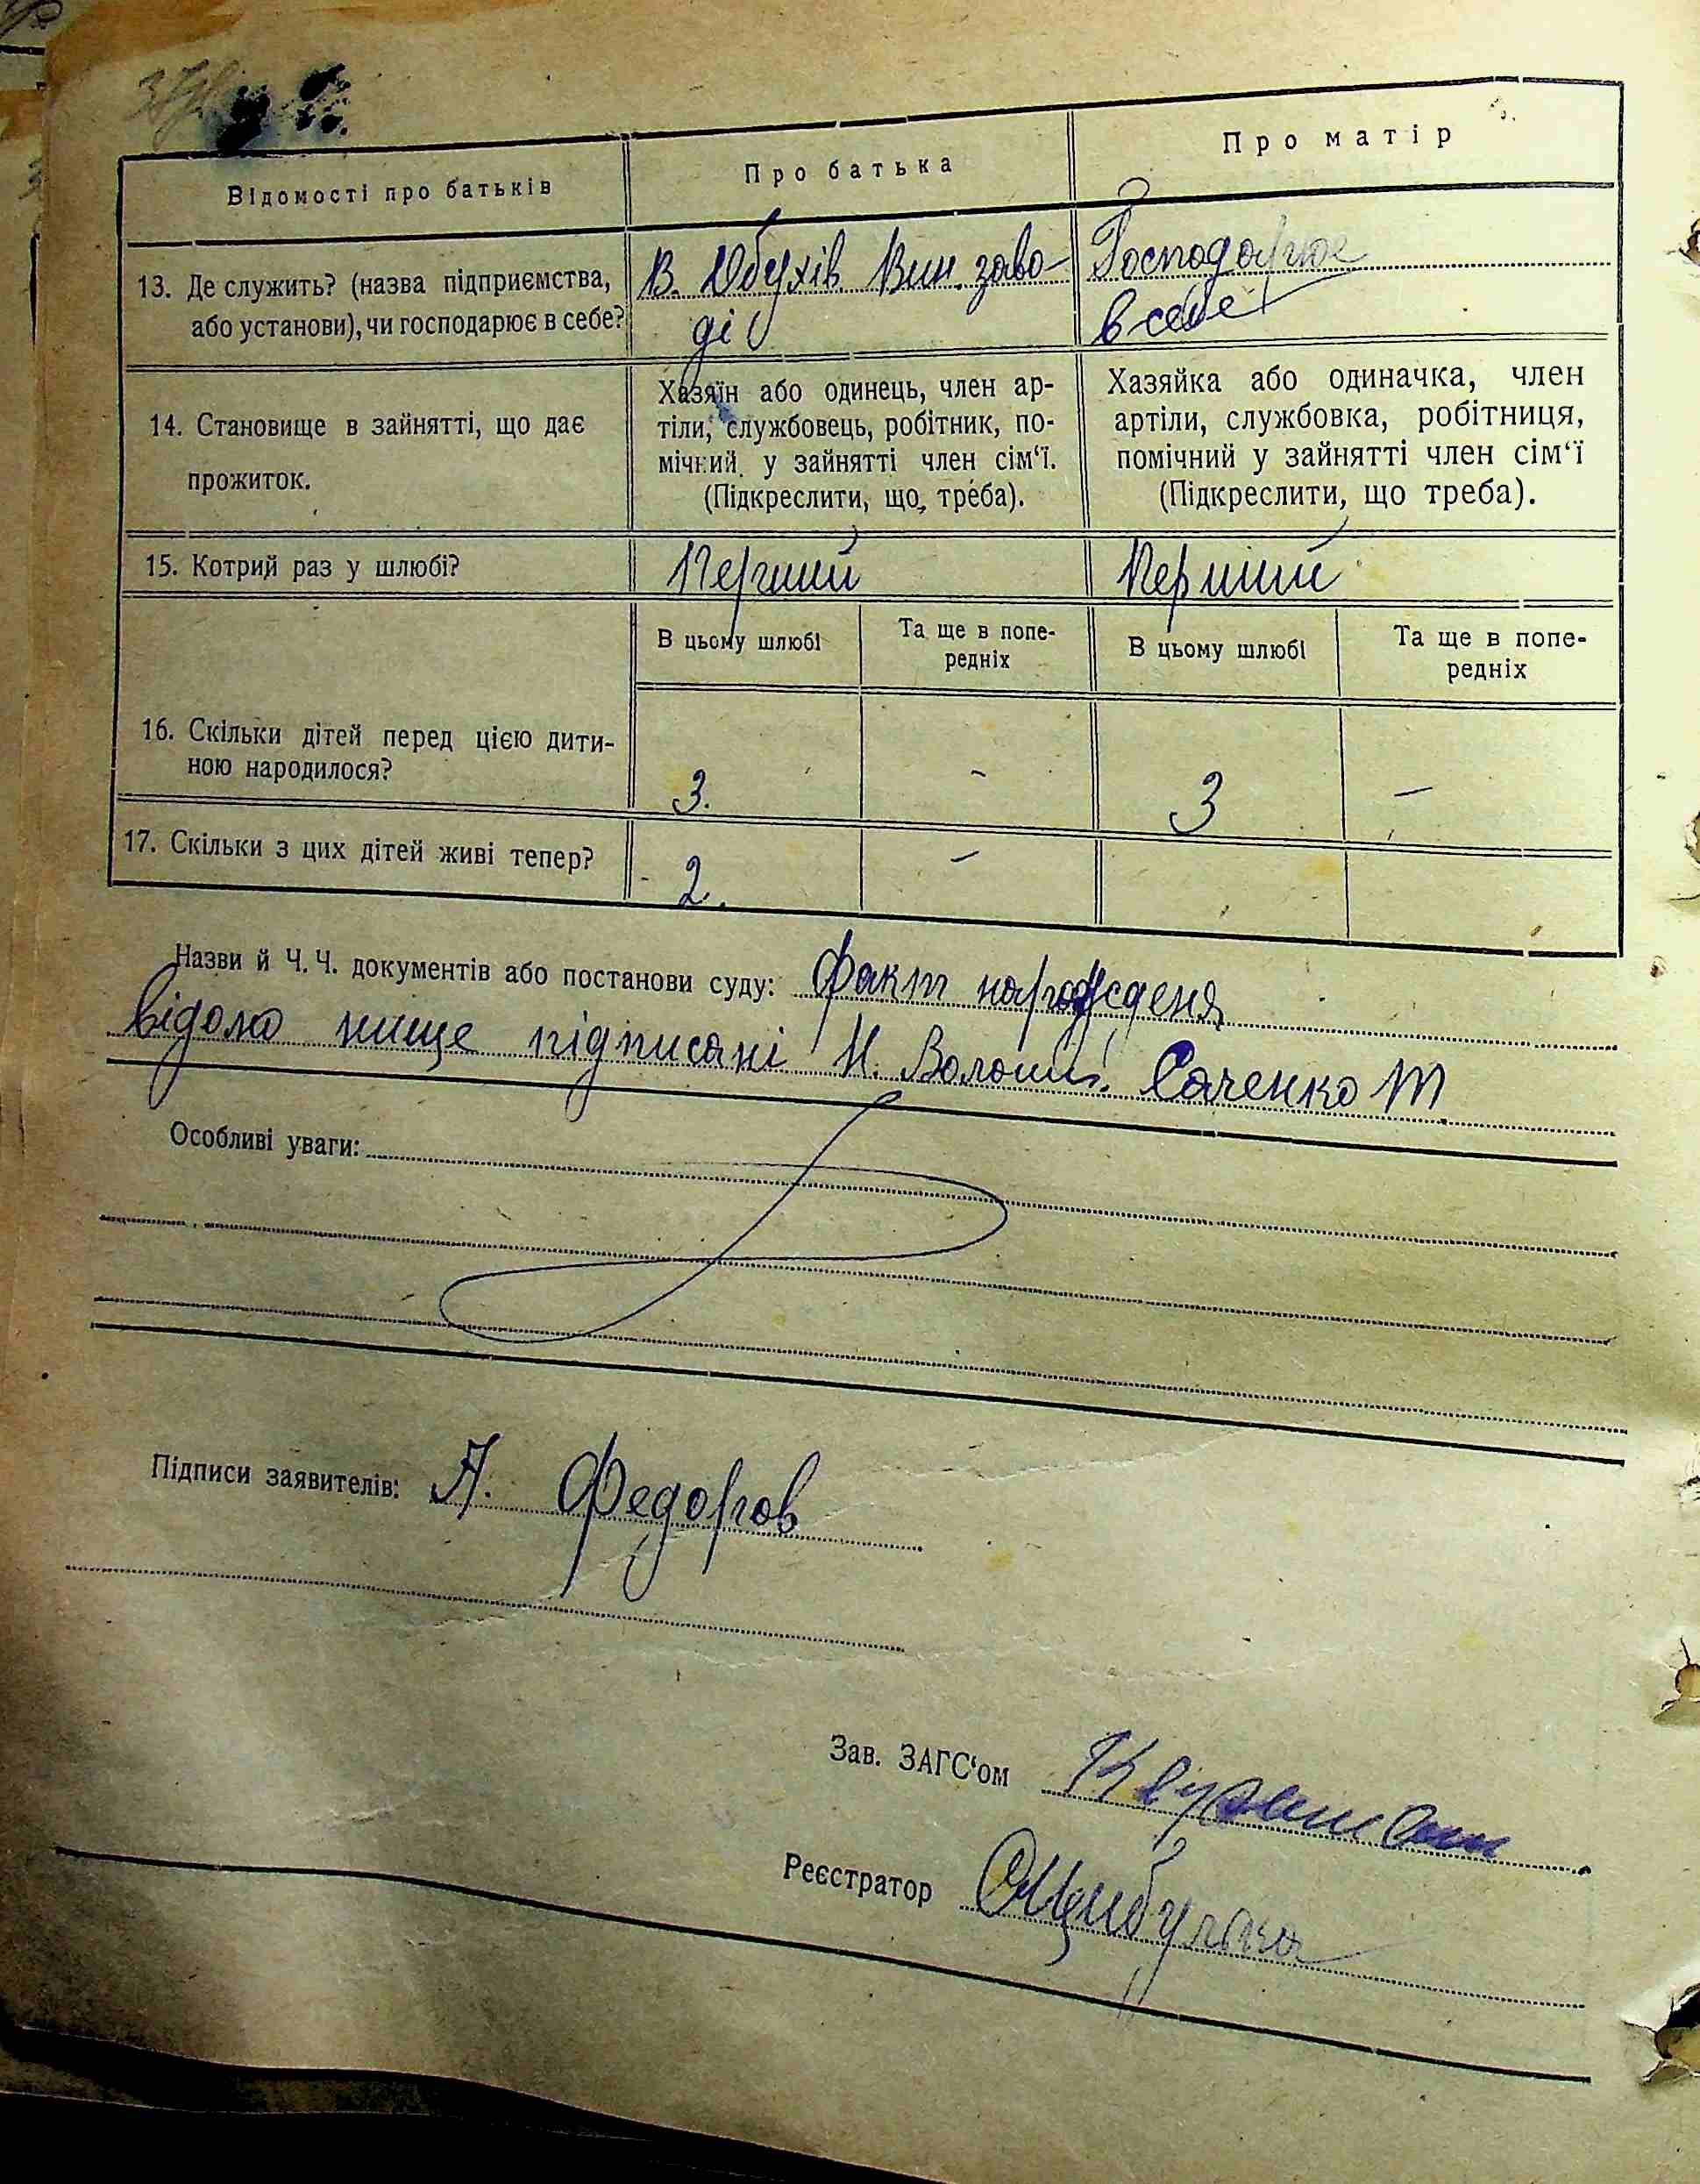 Відомості про батьків
Про батька
Про матір
13. Де служить? (назва підприємства,
або установи), чи господарює в себе?
В. Обухів. Вин. заво-
ді
Господарює
в себе
14. Становище в зайнятті, що дає
прожиток.
Хазяїн або одинець, член ар-
тіли, службовець, робітник, по-
мічний у зайнятті член сім‘ї.
(Підкреслити, що треба).
Хазяйка або одиначка, член
артіли, службовка, робітниця,
помічний у зайнятті член сім‘ї
(Підкреслити, що треба).
15. Котрий раз у шлюбі?
Перший
Перший
В цьому шлюбі
Та ще в попе-
редніх
В цьому шлюбі
Та ще в попе-
редніх
16. Скільки дітей перед цією дити-
ною народилося?
3.
-
3
-
17. Скільки з цих дітей живі тепер?
2.
-
Назви й Ч. Ч. документів або постанови суду: Факт народженя
відомо нище підписані Н. Саченко М
Особливі уваги:
Підписи заявителів: А. Федоров
Зав. ЗАГС‘ом
Реєстратор